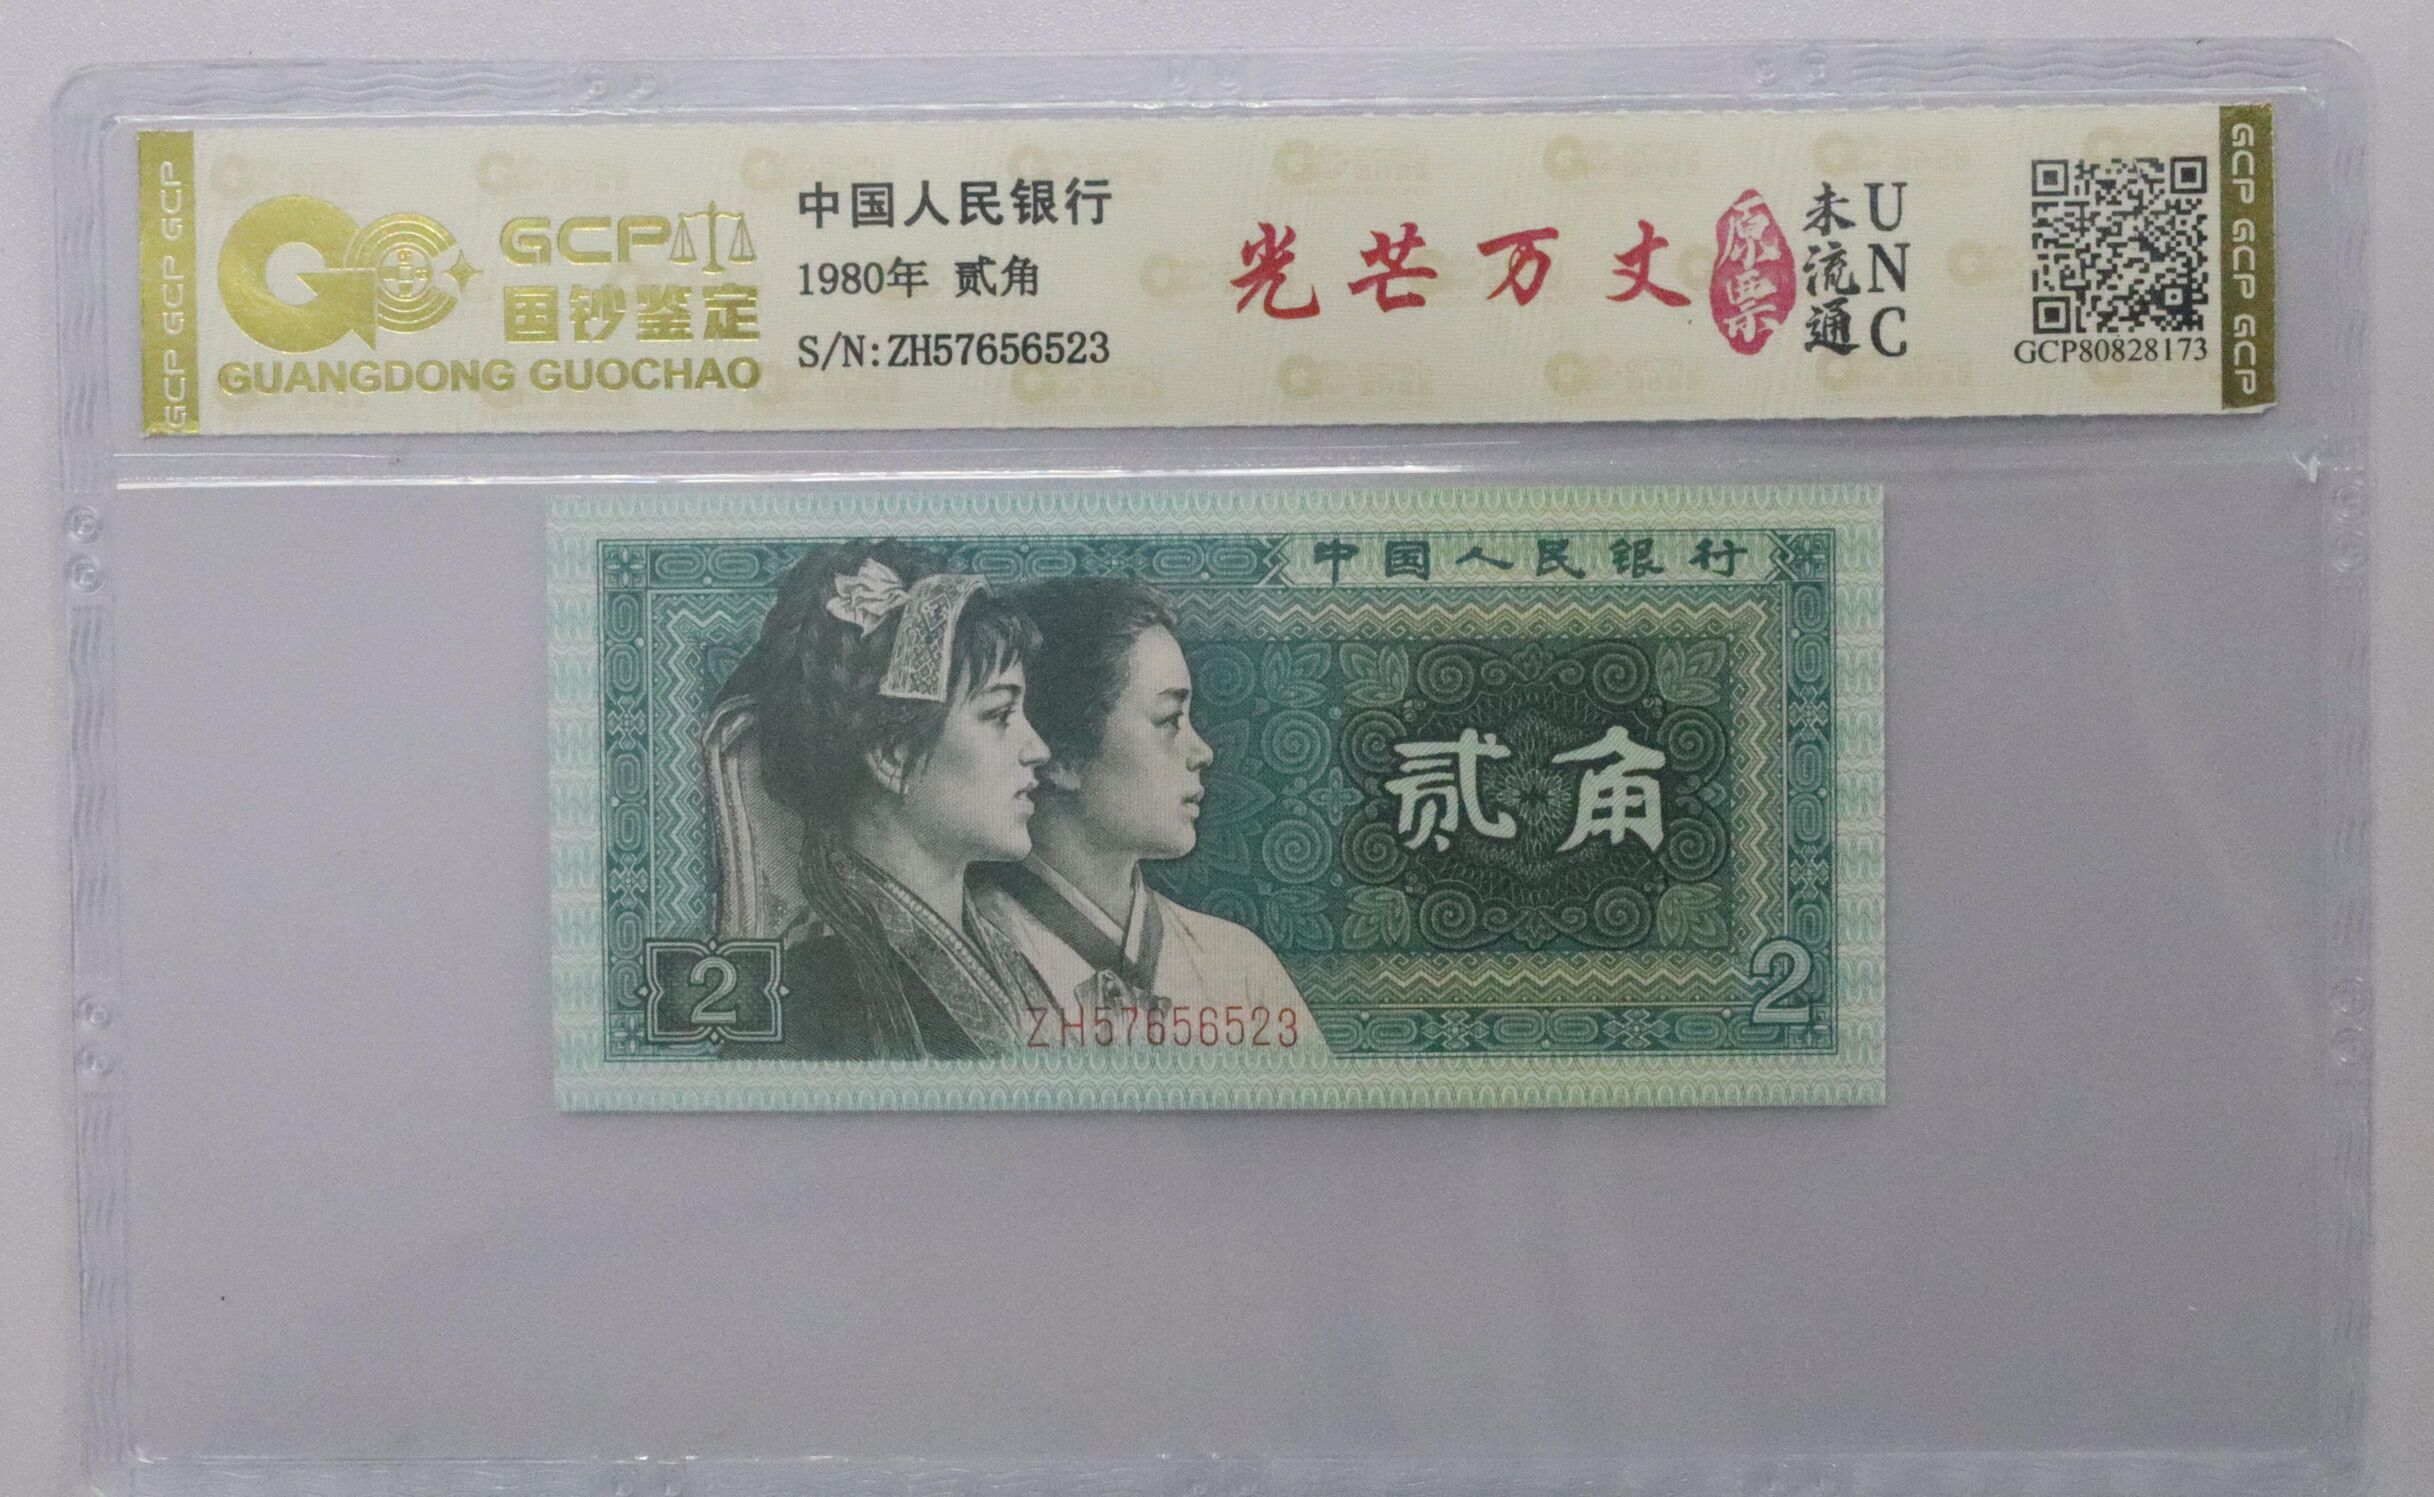 GCP GCP GCP
GCP
国钞鉴定
GUANGDONG GUOCHAO
中国人民银行
1980年 贰角
S/N:ZH57656523
光芒万丈
原票
未流通
UNC
GCP80828173
GCP GCP GCP
中国人民银行
贰角
2
2
ZH57656523